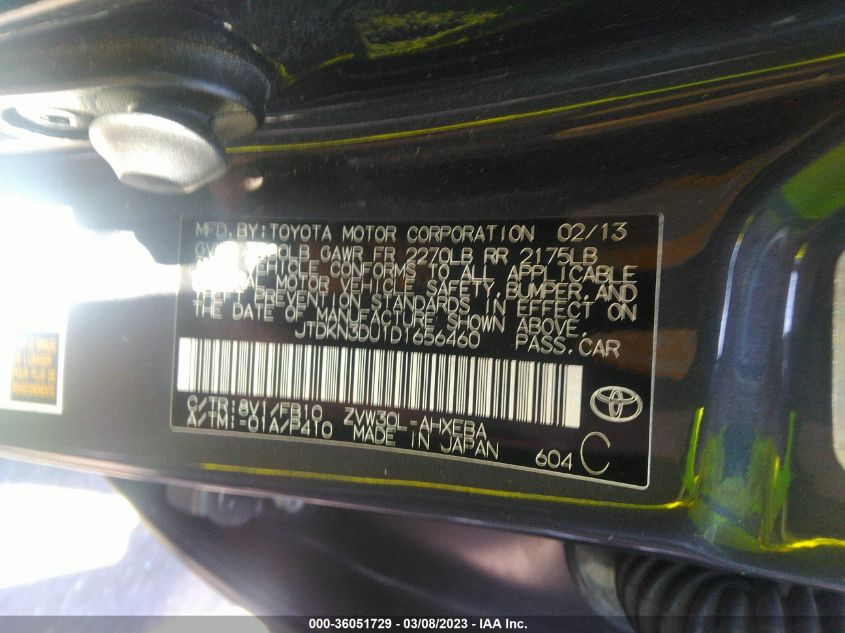 MFD. BY: TOYOTA MOTOR CORPORATION 02/13
0LB GAWR FR 2270LB RR 2175LB
VEHICLE CONFORMS TO ALL APPLICABLE
MOTOR VEHICLE SAFETY, BUMPER, AND
THEFT PREVENTION STANDARDS IN EFFECT ON
THE DATE OF MANUFACTURE SHOWN ABOVE.
JTDKN3DU1D1656460 PASS. CAR
C/TR: 8V1/FB10 ZVW30L-AHXEBA
A/TM: -01A/P410 MADE IN JAPAN 604 C
000-36051729 - 03/08/2023 - IAA Inc.